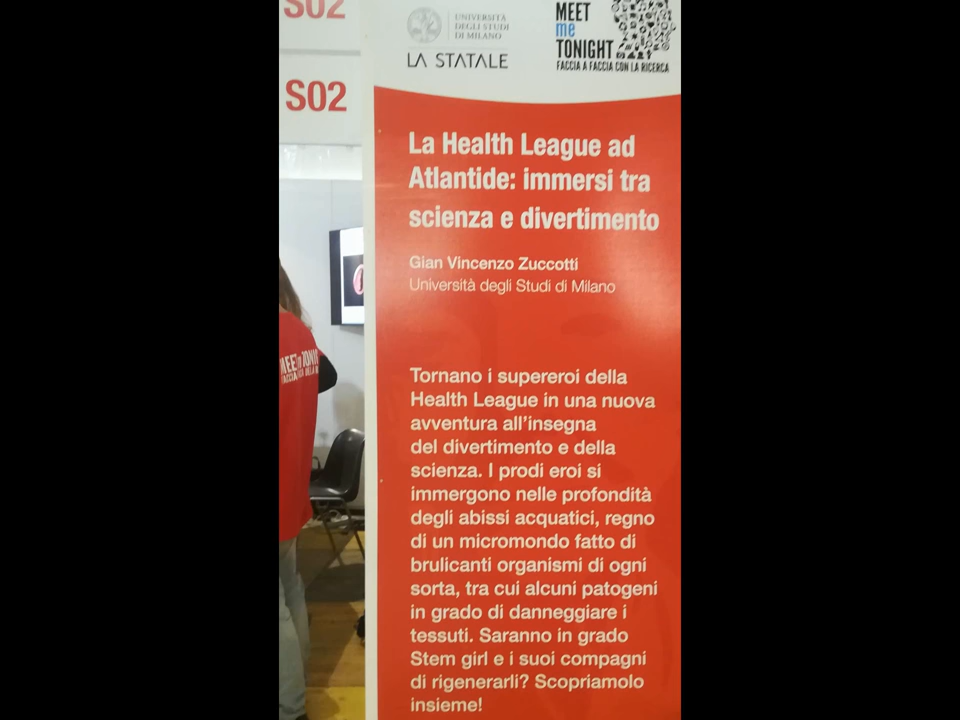 S02
S02
UNIVERSITÀ
DEGLI STUDI
DI MILANO
LA STATALE
MEET
me
TONIGHT
FACCIA A FACCIA CON LA RICERCA
La Health League ad
Atlantide: immersi tra
scienza e divertimento
Gian Vincenzo Zuccotti
Università degli Studi di Milano
Tornano i supereroi della
Health League in una nuova
avventura all'insegna
del divertimento e della
scienza. I prodi eroi si
immergono nelle profondità
degli abissi acquatici, regno
di un micromondo fatto di
brulicanti organismi di ogni
sorta, tra cui alcuni patogeni
in grado di danneggiare i
tessuti. Saranno in grado
Stem girl e i suoi compagni
di rigenerarli? Scopriamolo
insieme!